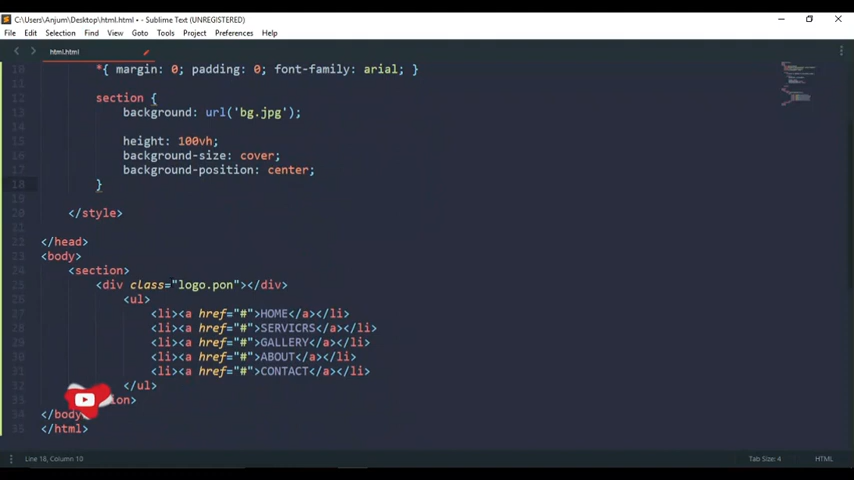 C:\Users\Anjum\Desktop\html.html • - Sublime Text (UNREGISTERED)
File Edit Selection Find View Goto Tools Project Preferences Help
html.html
10 *{ margin: 0; padding: 0; font-family: arial; }
11
12 section {
13 background: url('bg.jpg');
14
15 height: 100vh;
16 background-size: cover;
17 background-position: center;
18 }
19
20 </style>
21
22 </head>
23 <body>
24 <section>
25 <div class="logo.pon"></div>
26 <ul>
27 <li><a href="#">HOME</a></li>
28 <li><a href="#">SERVICRS</a></li>
29 <li><a href="#">GALLERY</a></li>
30 <li><a href="#">ABOUT</a></li>
31 <li><a href="#">CONTACT</a></li>
32 </ul>
33 ion>
34 </body
35 </html>
Line 18, Column 10 Tab Size: 4 HTML